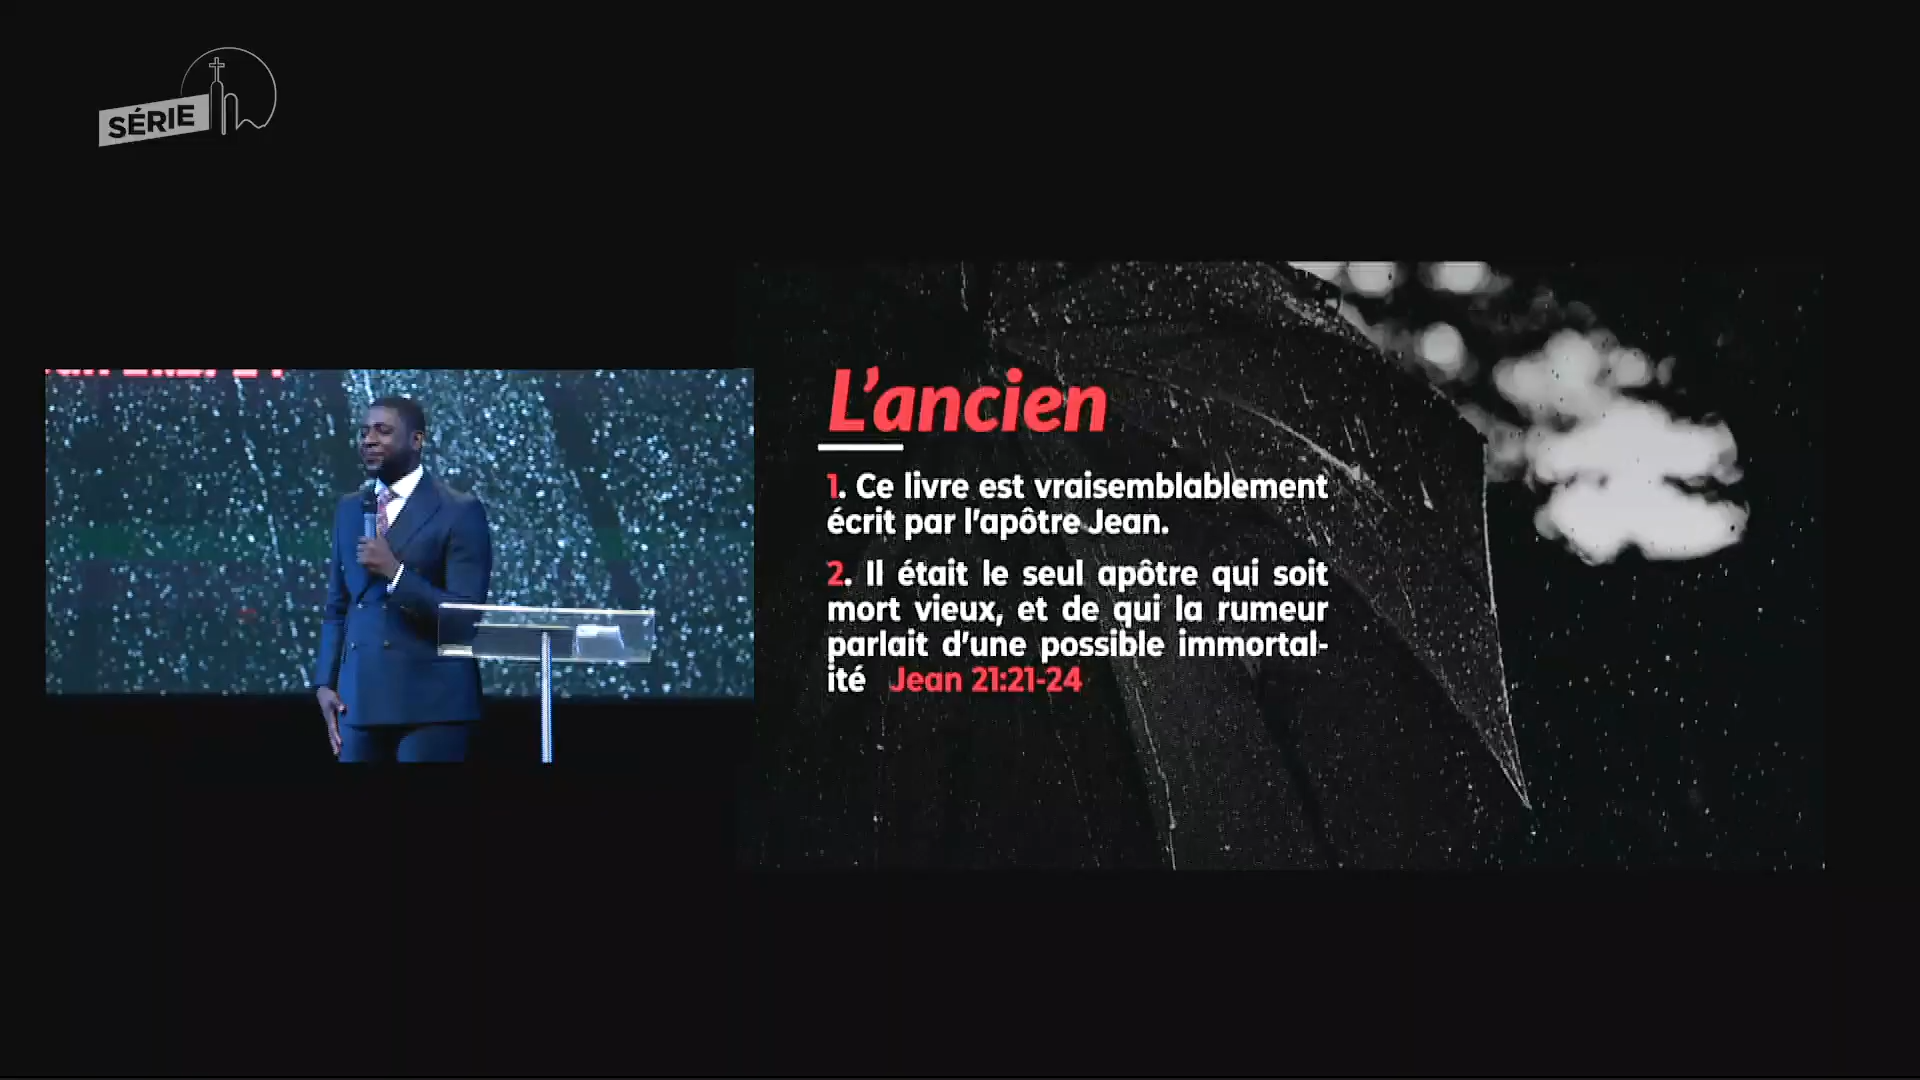 SÉRIE
L'ancien
1. Ce livre est vraisemblablement
écrit par l'apôtre Jean.
2. Il était le seul apôtre qui soit
mort vieux, et de qui la rumeur
parlait d'une possible immortal-
ité Jean 21:21-24